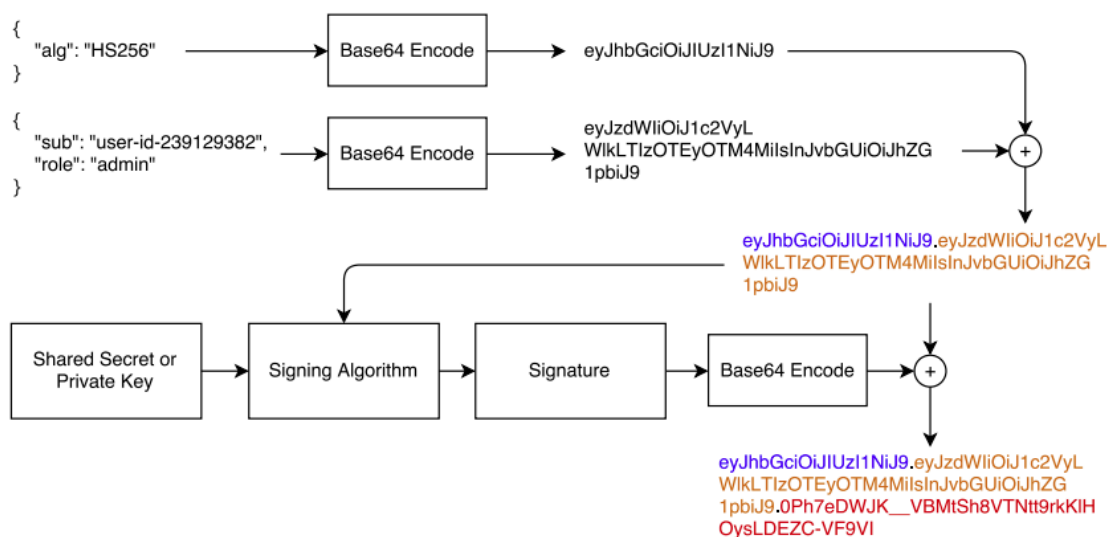 {
"alg": "HS256"
}
Base64 Encode
eyJhbGciOiJIUzI1NiJ9
{
"sub": "user-id-239129382",
"role": "admin"
}
Base64 Encode
eyJzdWIiOiJ1c2VyL
WlkLTIzOTEyOTM4MiIsInJvbGUiOiJhZG
1pbiJ9
+
eyJhbGciOiJIUzI1NiJ9.eyJzdWIiOiJ1c2VyL
WlkLTIzOTEyOTM4MiIsInJvbGUiOiJhZG
1pbiJ9
Shared Secret or
Private Key
Signing Algorithm
Signature
Base64 Encode
+
eyJhbGciOiJIUzI1NiJ9.eyJzdWIiOiJ1c2VyL
WlkLTIzOTEyOTM4MiIsInJvbGUiOiJhZG
1pbiJ9.0Ph7eDWJK__VBMtSh8VTNtt9rkKlH
OysLDEZC-VF9VI